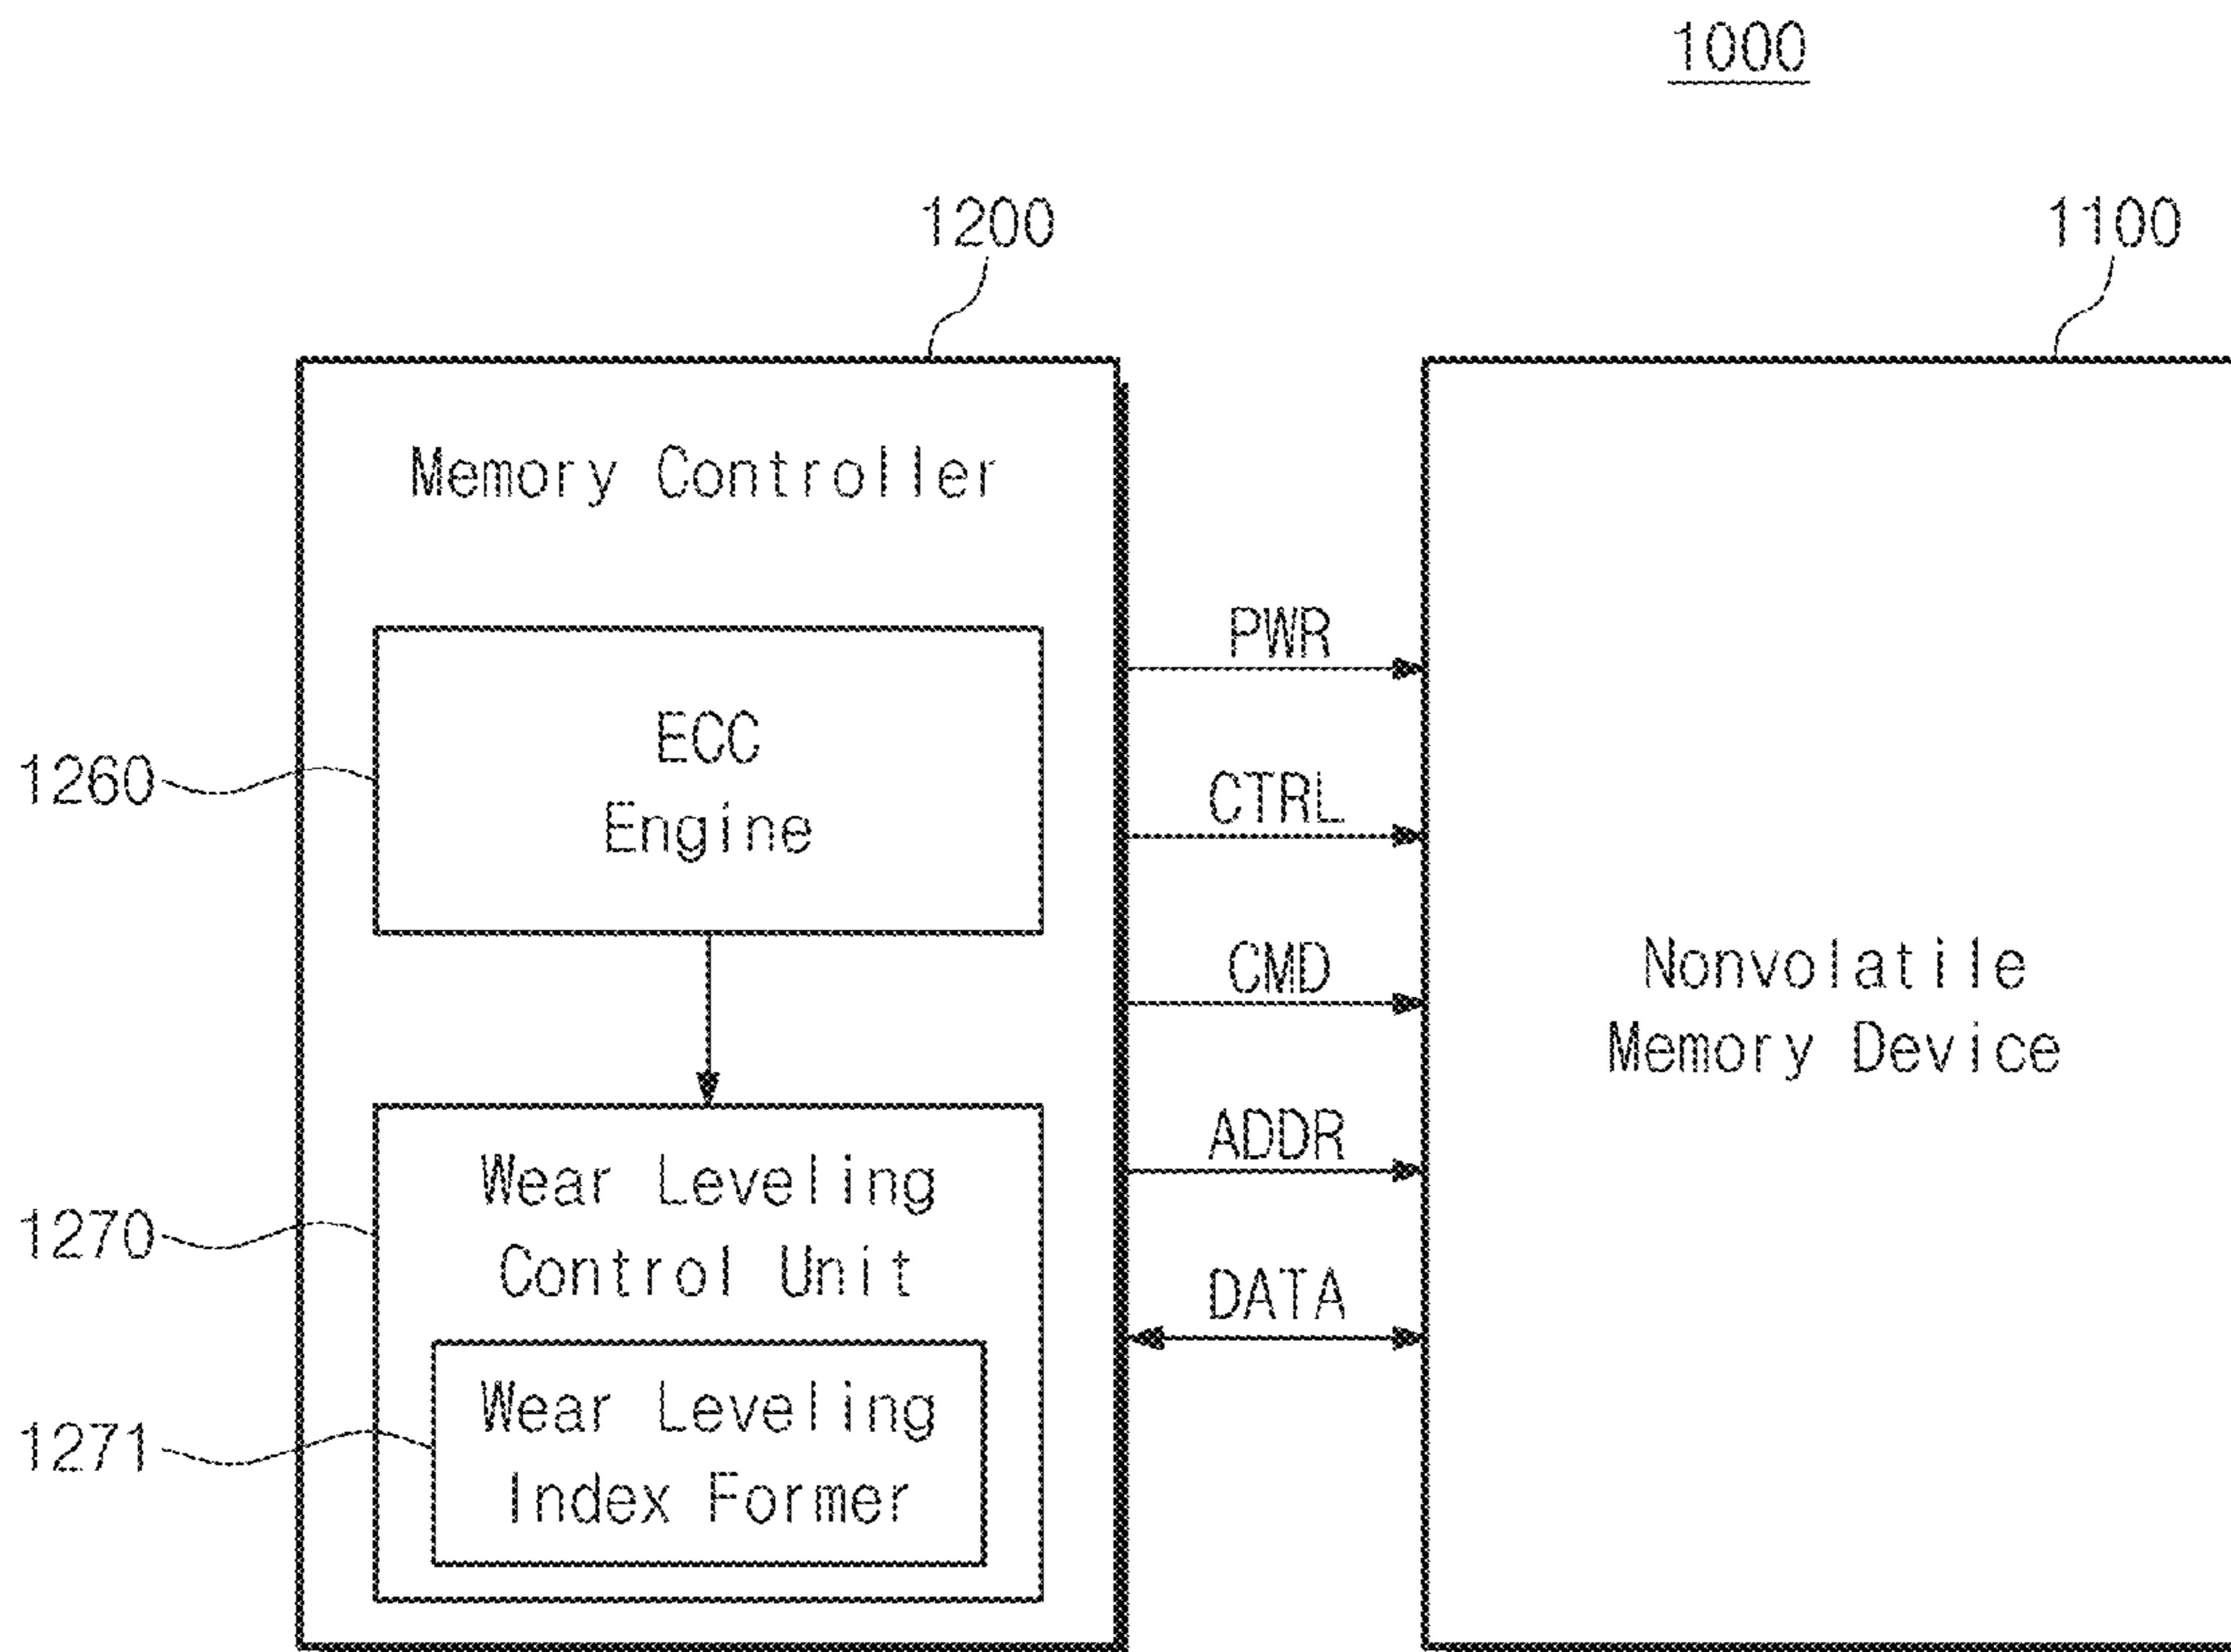 1000
1200
1100
Memory Controller
PWR
ECC
Engine
1260
CTRL
CMD
Nonvolatile
Memory Device
ADDR
Wear Leveling
Control Unit
1270
DATA
Wear Leveling
Index Former
1271